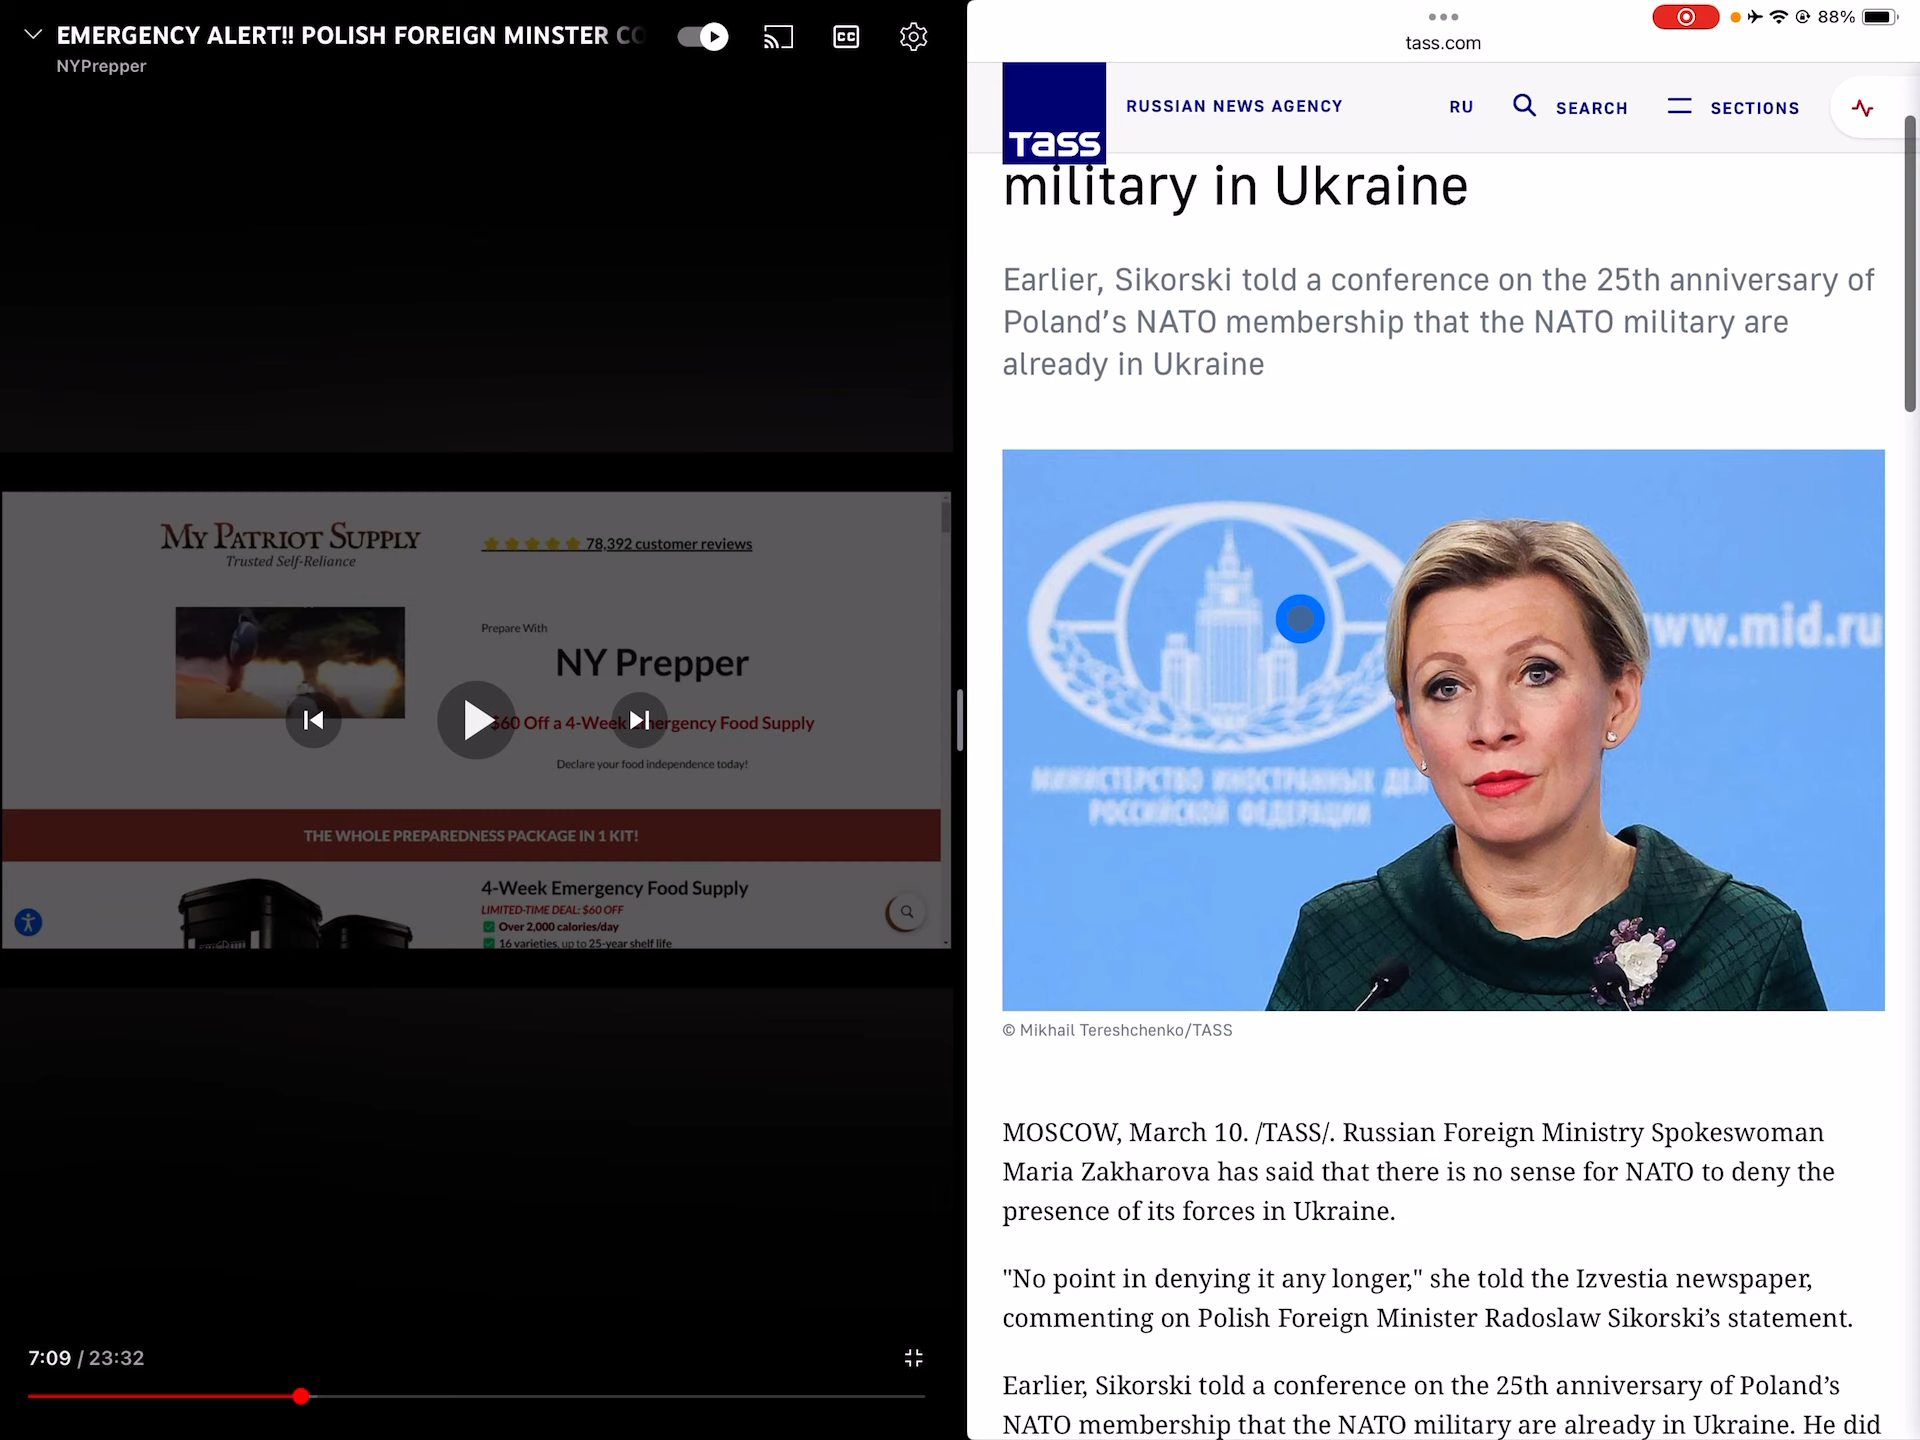 EMERGENCY ALERT!! POLISH FOREIGN MINSTER CO
NYPrepper
CC
MY PATRIOT SUPPLY
Trusted Self-Reliance
78,392 customer reviews
Prepare With
NY Prepper
$60 Off a 4-Week Emergency Food Supply
Declare your food independence today!
THE WHOLE PREPAREDNESS PACKAGE IN 1 KIT!
4-Week Emergency Food Supply
LIMITED-TIME DEAL: $60 OFF
Over 2,000 calories/day
16 varieties, up to 25-year shelf life
7:09 / 23:32
88%
tass.com
TASS
RUSSIAN NEWS AGENCY
RU
SEARCH
SECTIONS
military in Ukraine
Earlier, Sikorski told a conference on the 25th anniversary of
Poland’s NATO membership that the NATO military are
already in Ukraine
www.mid.ru
МИНИСТЕРСТВО ИНОСТРАННЫХ ДЕЛ
РОССИЙСКОЙ ФЕДЕРАЦИИ
© Mikhail Tereshchenko/TASS
MOSCOW, March 10. /TASS/. Russian Foreign Ministry Spokeswoman
Maria Zakharova has said that there is no sense for NATO to deny the
presence of its forces in Ukraine.
"No point in denying it any longer," she told the Izvestia newspaper,
commenting on Polish Foreign Minister Radoslaw Sikorski’s statement.
Earlier, Sikorski told a conference on the 25th anniversary of Poland’s
NATO membership that the NATO military are already in Ukraine. He did